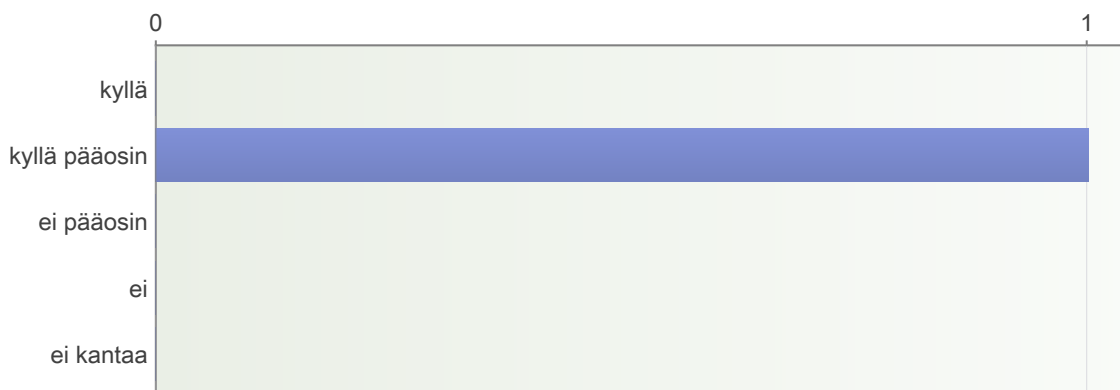 0 1
kyllä
kyllä pääosin
ei pääosin
ei
ei kantaa